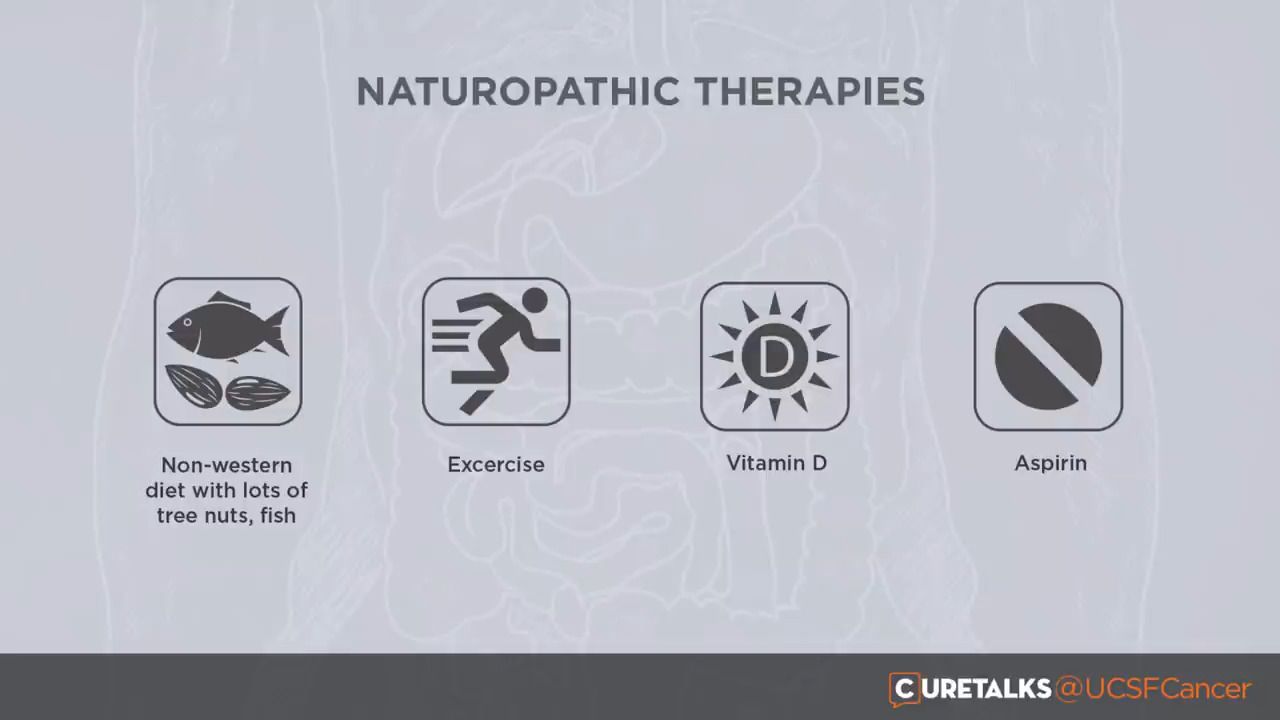 NATUROPATHIC THERAPIES
Non-western
diet with lots of
tree nuts, fish
Excercise
D
Vitamin D
Aspirin
CURETALKS@UCSFCancer